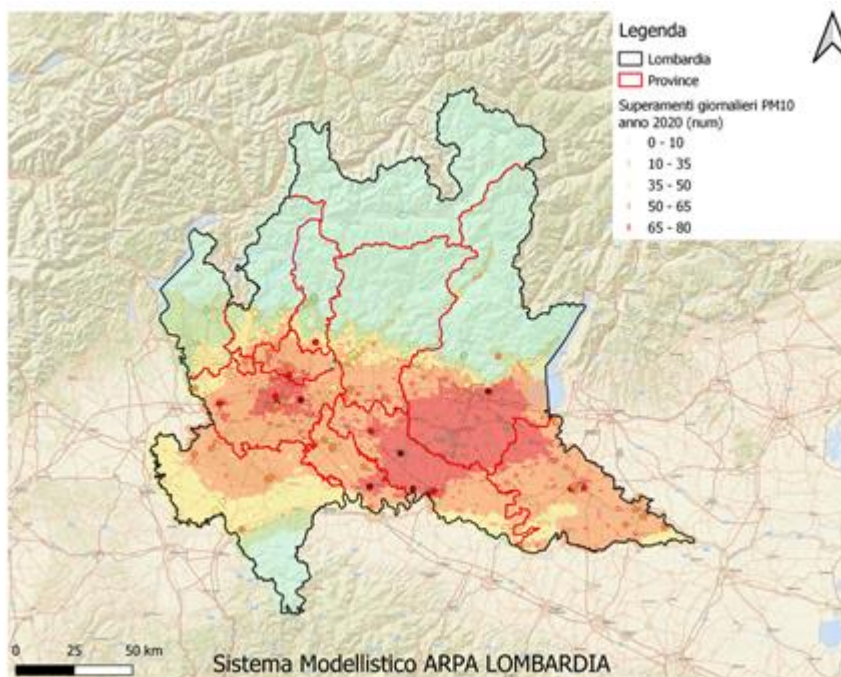 Legenda
Lombardia
Province
Superamenti giornalieri PM10
anno 2020 (num)
0 - 10
10 - 35
35 - 50
50 - 65
65 - 80
0 25 50 km
Sistema Modellistico ARPA LOMBARDIA